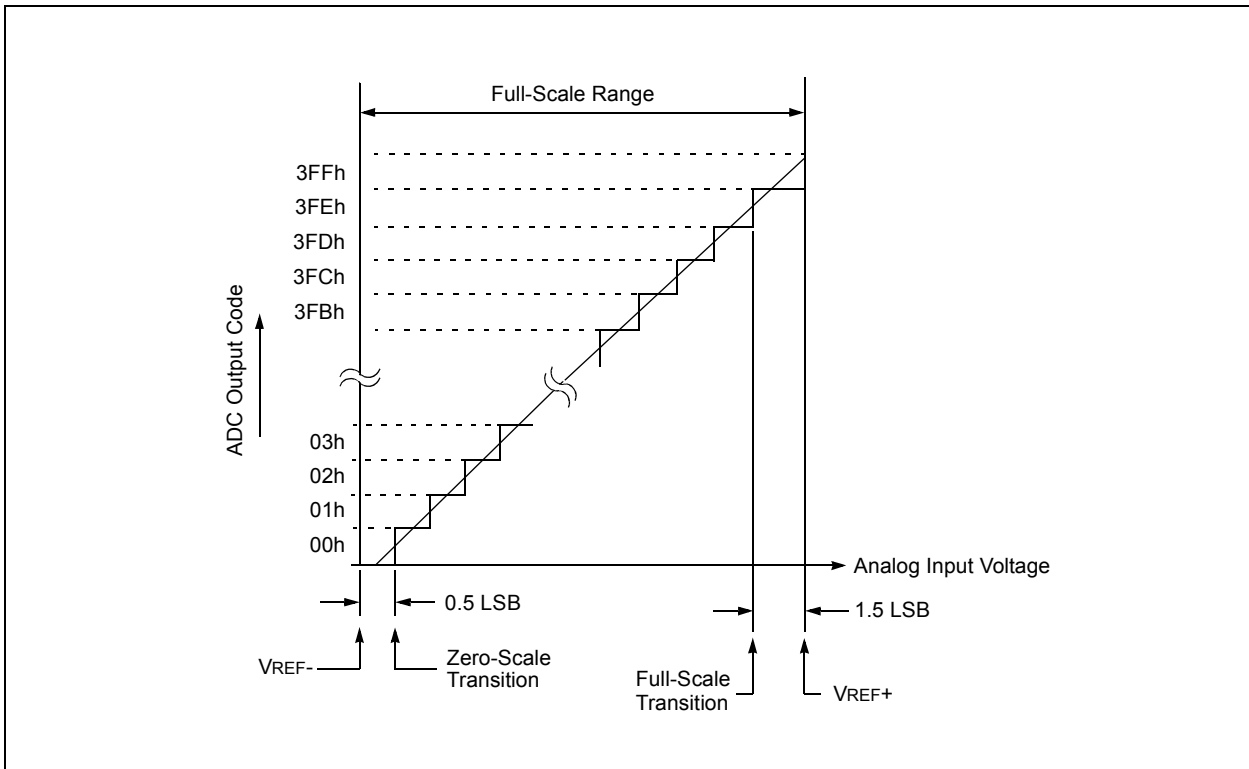 Full-Scale Range
3FFh
3FEh
3FDh
3FCh
3FBh
ADC Output Code
03h
02h
01h
00h
Analog Input Voltage
0.5 LSB
1.5 LSB
VREF-
Zero-Scale
Transition
Full-Scale
Transition
VREF+